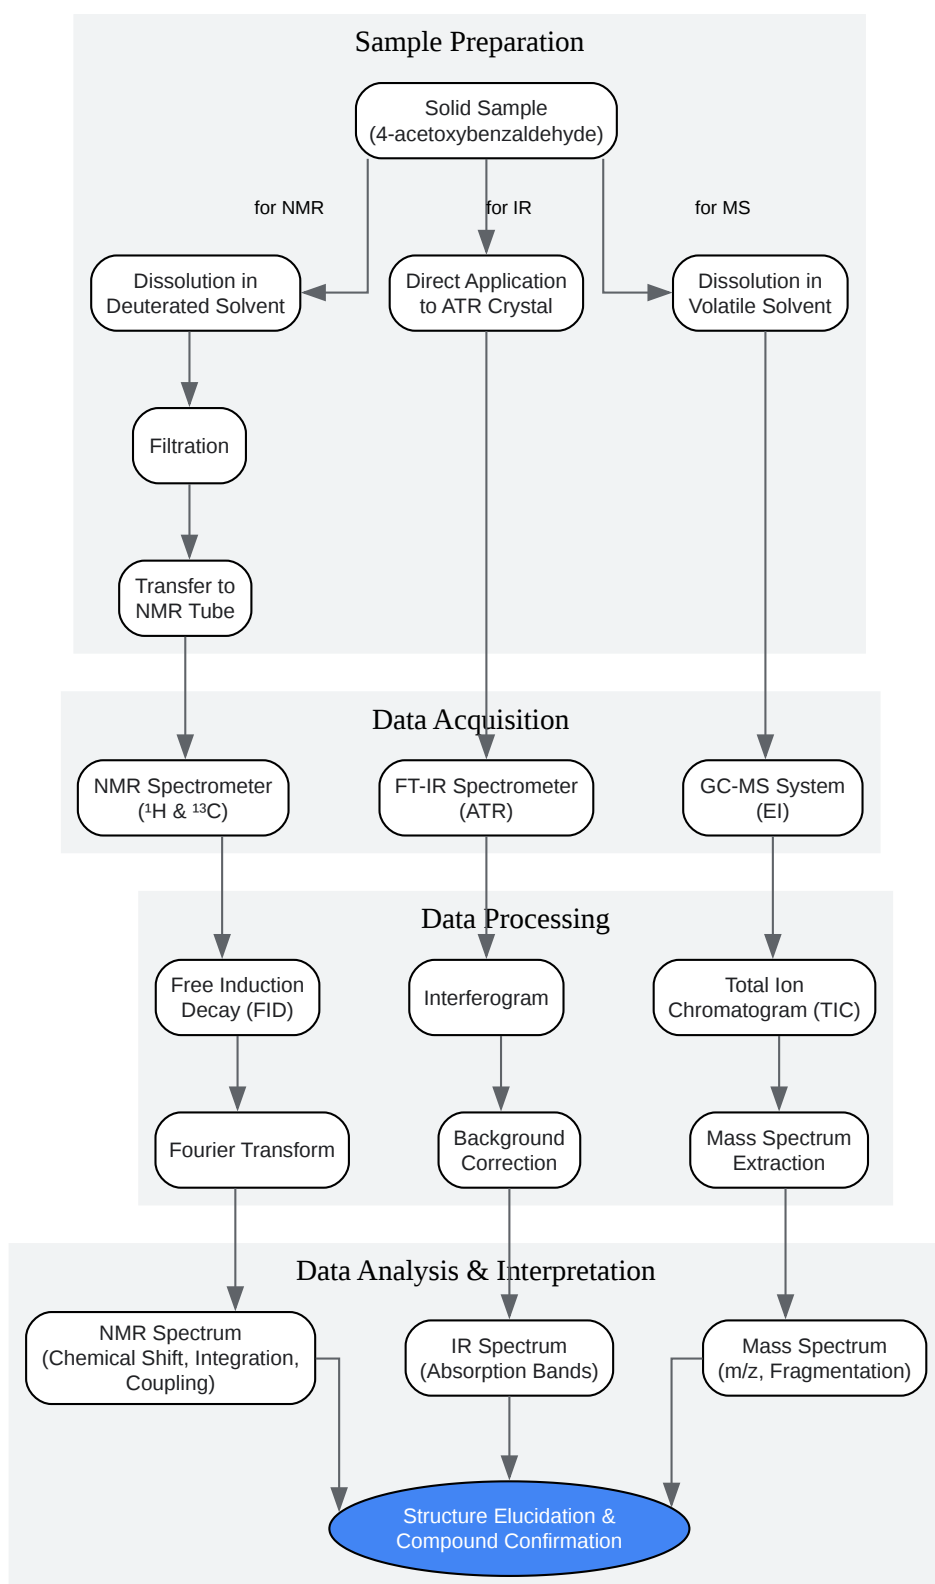 Sample Preparation
Solid Sample
(4-acetoxybenzaldehyde)
for NMR
for IR
for MS
Dissolution in
Deuterated Solvent
Direct Application
to ATR Crystal
Dissolution in
Volatile Solvent
Filtration
Transfer to
NMR Tube
Data Acquisition
NMR Spectrometer
(¹H & ¹³C)
FT-IR Spectrometer
(ATR)
GC-MS System
(EI)
Data Processing
Free Induction
Decay (FID)
Interferogram
Total Ion
Chromatogram (TIC)
Fourier Transform
Background
Correction
Mass Spectrum
Extraction
Data Analysis & Interpretation
NMR Spectrum
(Chemical Shift, Integration,
Coupling)
IR Spectrum
(Absorption Bands)
Mass Spectrum
(m/z, Fragmentation)
Structure Elucidation &
Compound Confirmation